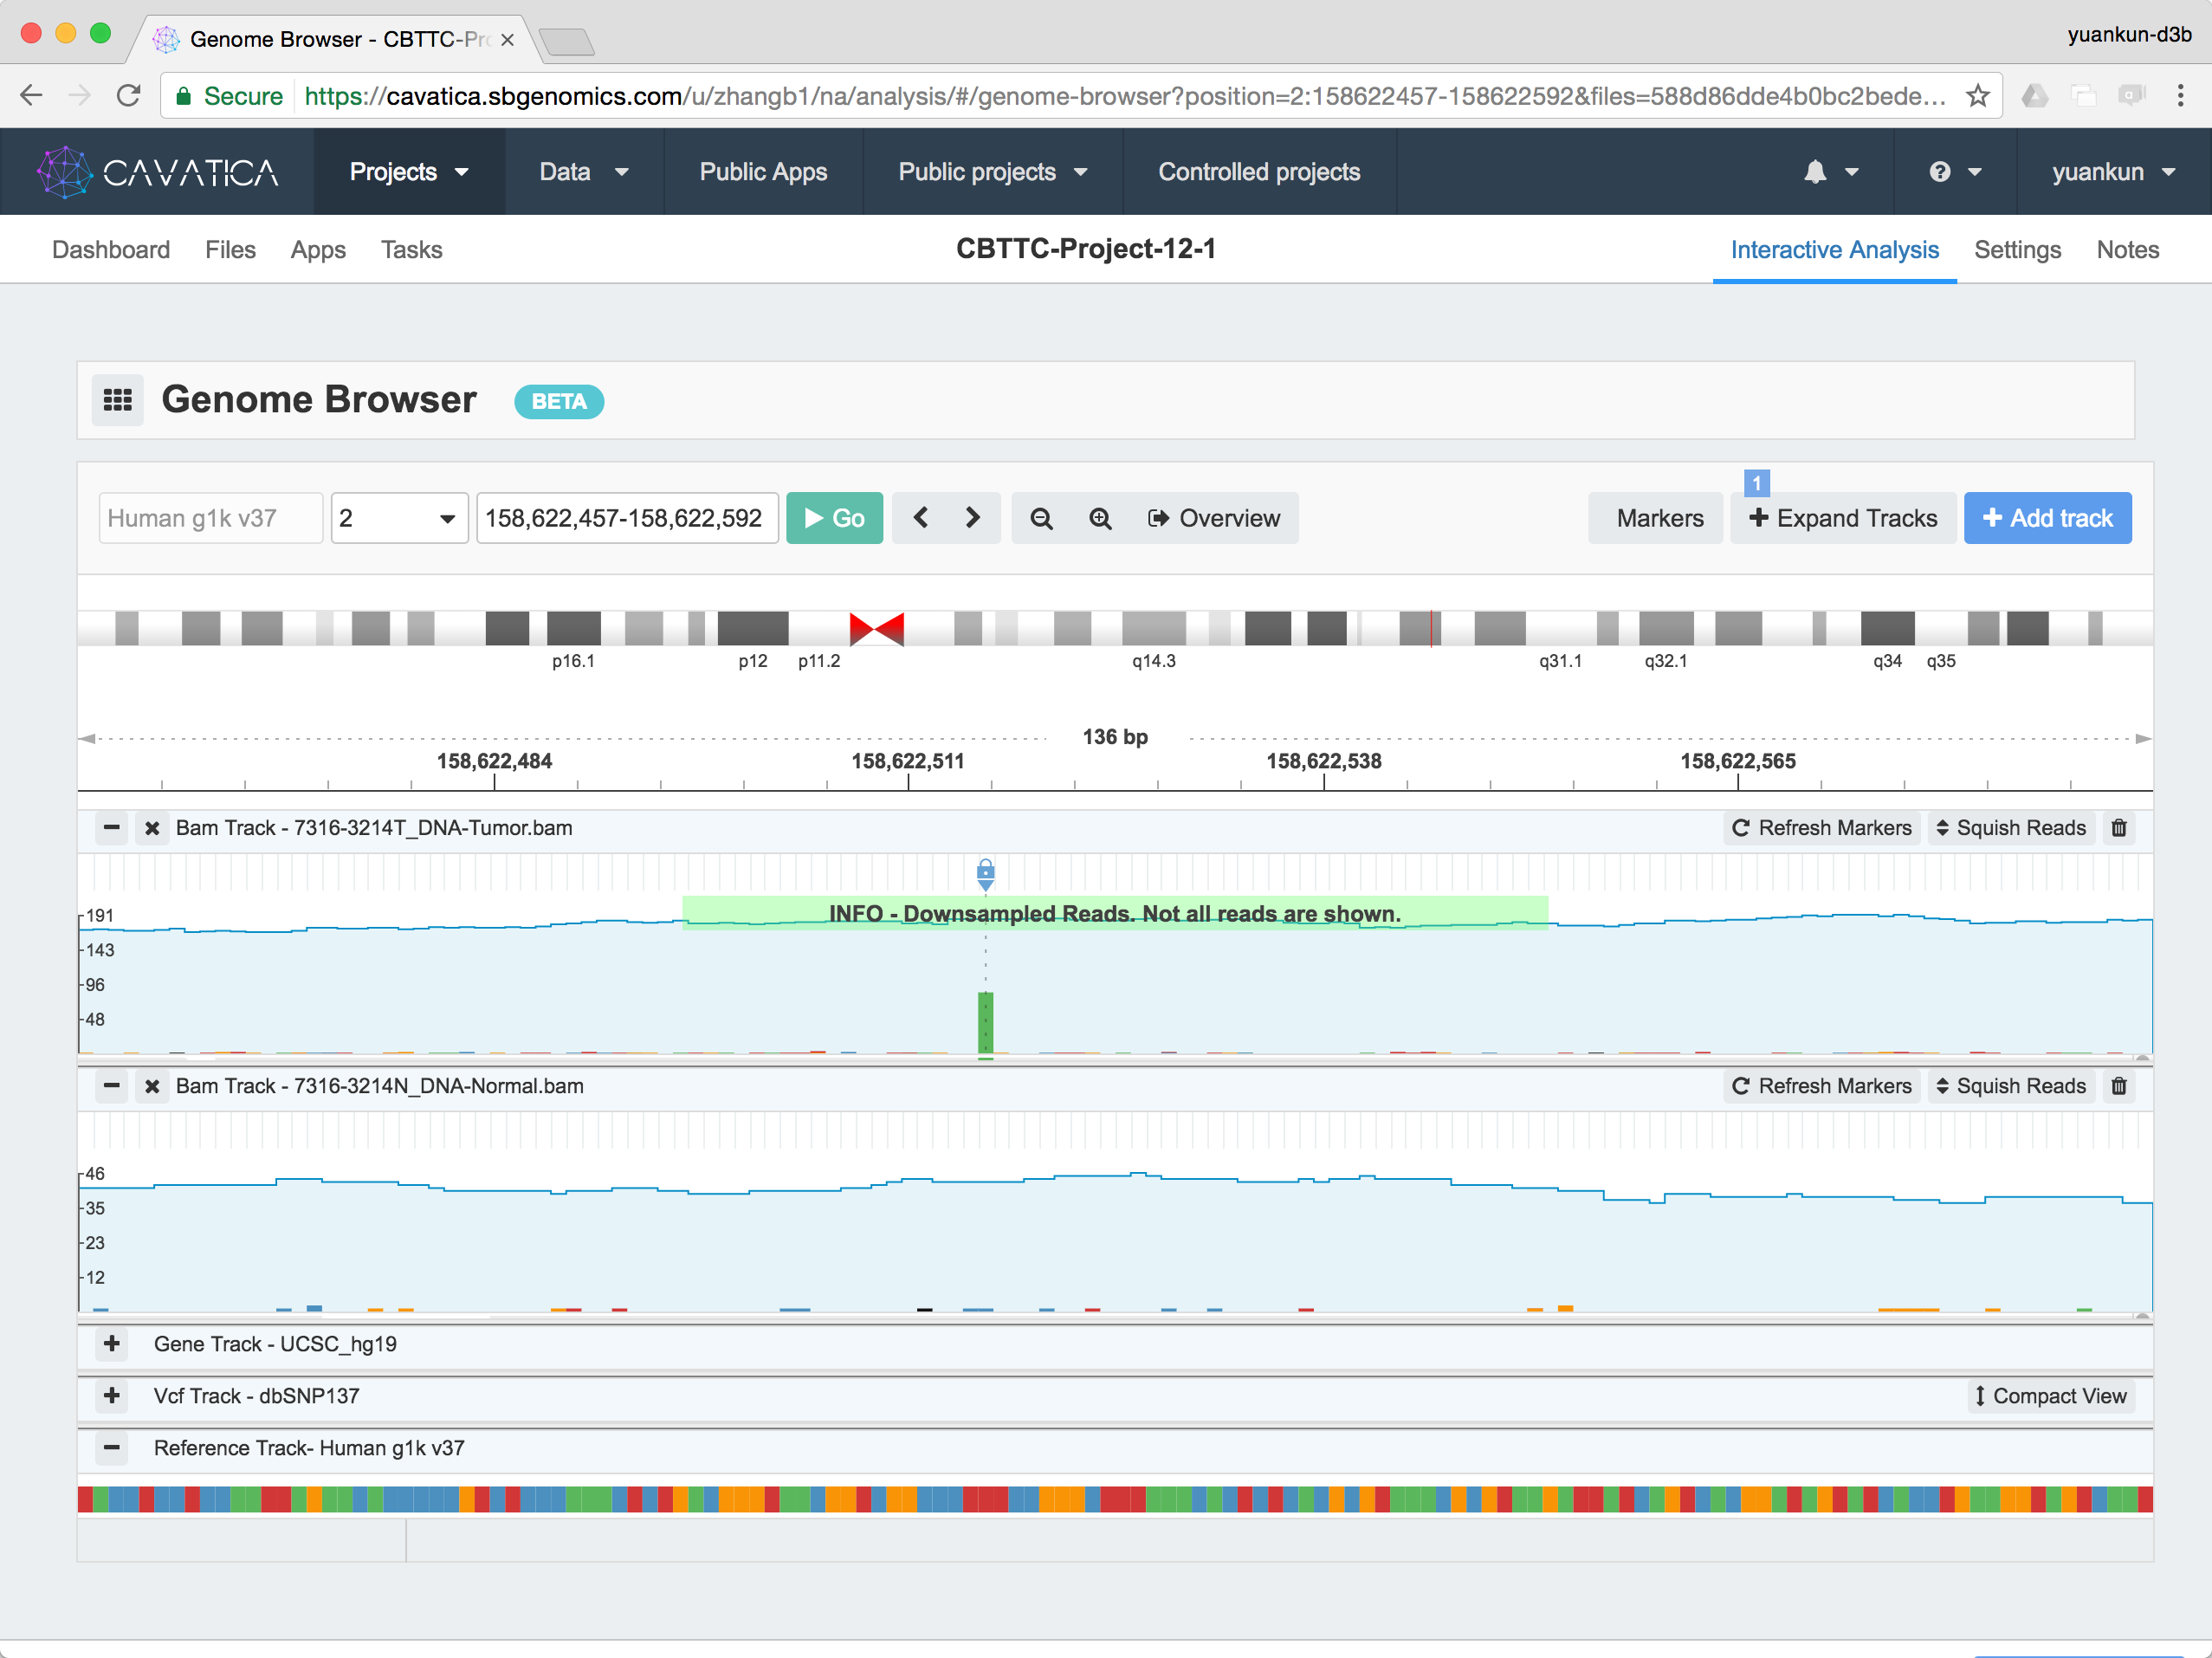 Genome Browser - CBTTC-Pro
yuankun-d3b
Secure https://cavatica.sbgenomics.com/u/zhangb1/na/analysis/#/genome-browser?position=2:158622457-158622592&files=588d86dde4b0bc2bede...
CAVATICA Projects Data Public Apps Public projects Controlled projects yuankun
Dashboard Files Apps Tasks CBTTC-Project-12-1 Interactive Analysis Settings Notes
Genome Browser BETA
1
Human g1k v37 2 158,622,457-158,622,592 Go Overview Markers Expand Tracks Add track
p16.1 p12 p11.2 q14.3 q31.1 q32.1 q34 q35
136 bp
158,622,484 158,622,511 158,622,538 158,622,565
Bam Track - 7316-3214T_DNA-Tumor.bam Refresh Markers Squish Reads
INFO - Downsampled Reads. Not all reads are shown.
191
143
96
48
Bam Track - 7316-3214N_DNA-Normal.bam Refresh Markers Squish Reads
46
35
23
12
Gene Track - UCSC_hg19
Vcf Track - dbSNP137 Compact View
Reference Track- Human g1k v37